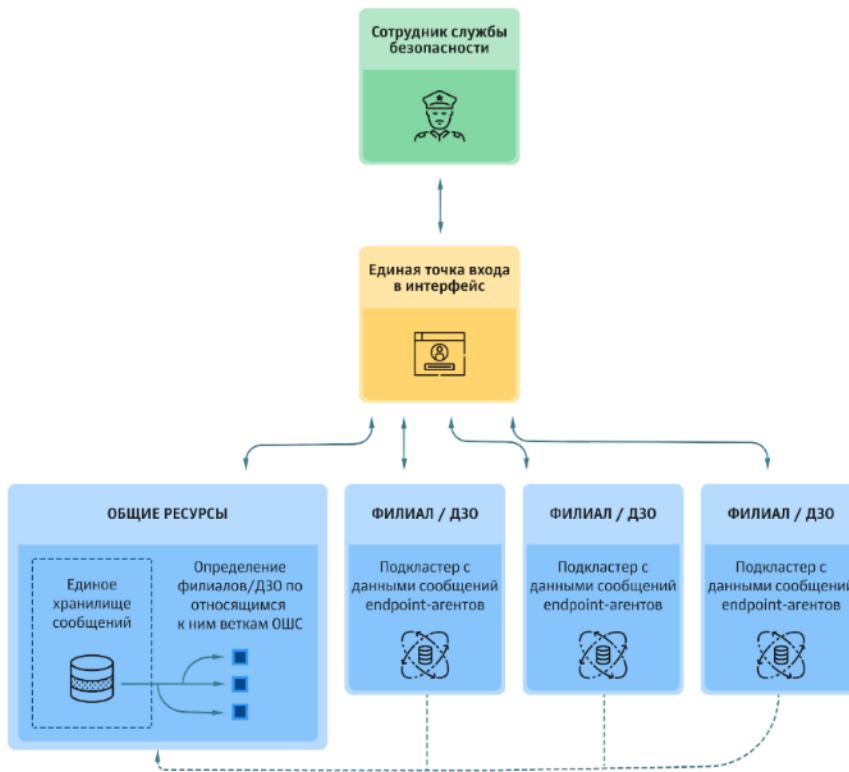 Сотрудник службы
безопасности
Единая точка входа
в интерфейс
ОБЩИЕ РЕСУРСЫ
Единое
хранилище
сообщений
Определение
филиалов/ДЗО по
относящимся
к ним веткам ОШС
ФИЛИАЛ / ДЗО
Подкластер с
данными сообщений
endpoint-агентов
ФИЛИАЛ / ДЗО
Подкластер с
данными сообщений
endpoint-агентов
ФИЛИАЛ / ДЗО
Подкластер с
данными сообщений
endpoint-агентов